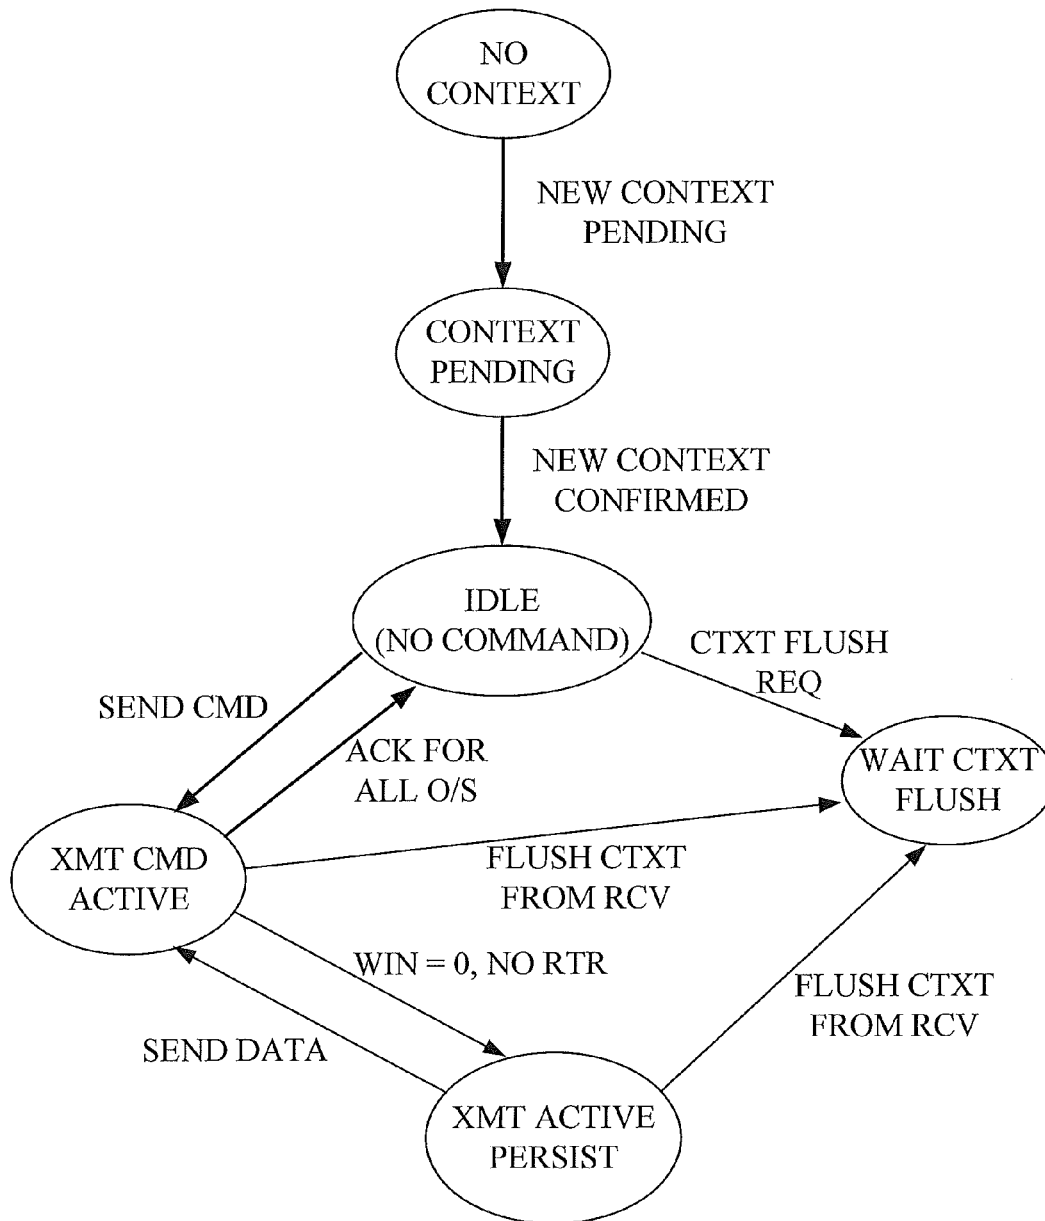 NO
CONTEXT
NEW CONTEXT
PENDING
CONTEXT
PENDING
NEW CONTEXT
CONFIRMED
IDLE
(NO COMMAND)
CTXT FLUSH
REQ
SEND CMD
ACK FOR
ALL O/S
WAIT CTXT
FLUSH
XMT CMD
ACTIVE
FLUSH CTXT
FROM RCV
WIN = 0, NO RTR
FLUSH CTXT
FROM RCV
SEND DATA
XMT ACTIVE
PERSIST